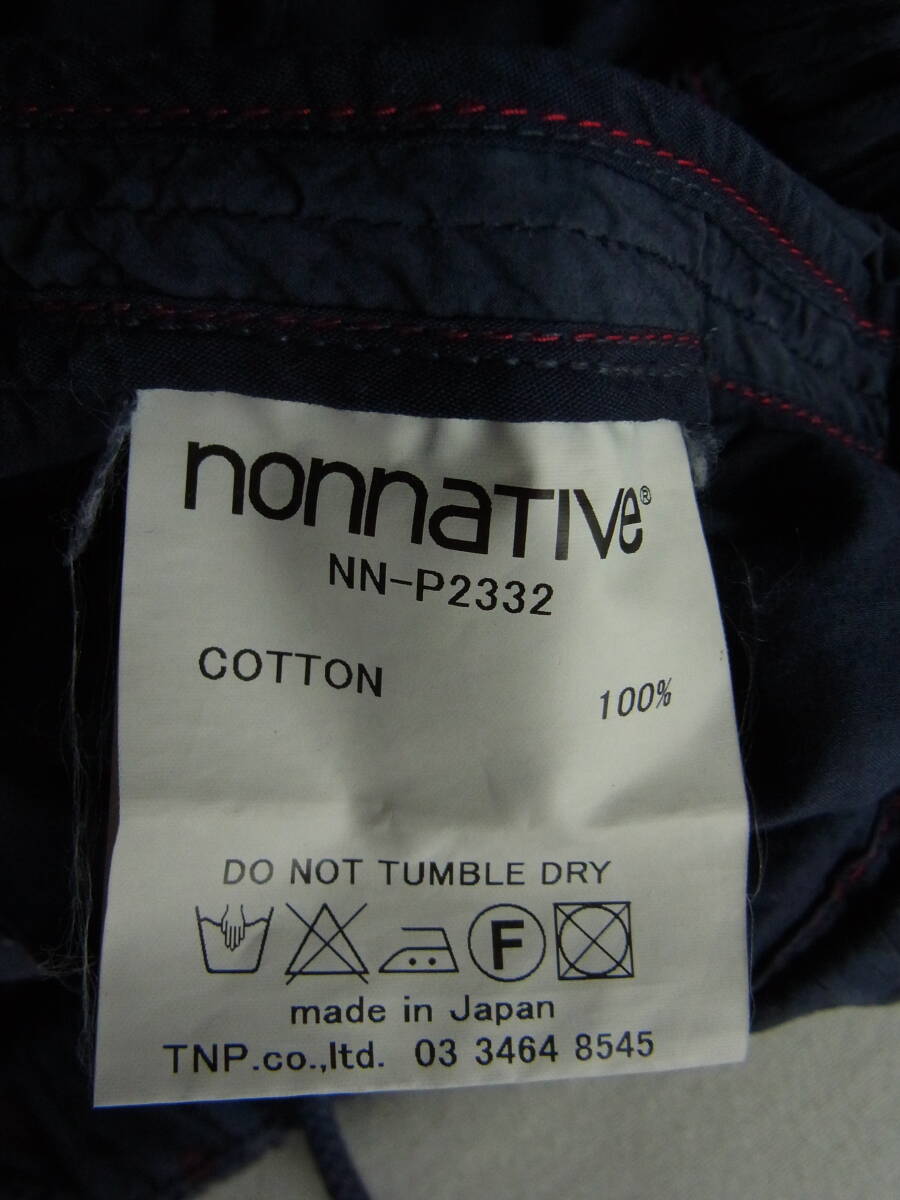 nonnaTIVe®
NN-P2332
COTTON 100%
DO NOT TUMBLE DRY
F
made in Japan
TNP.co.,ltd. 03 3464 8545